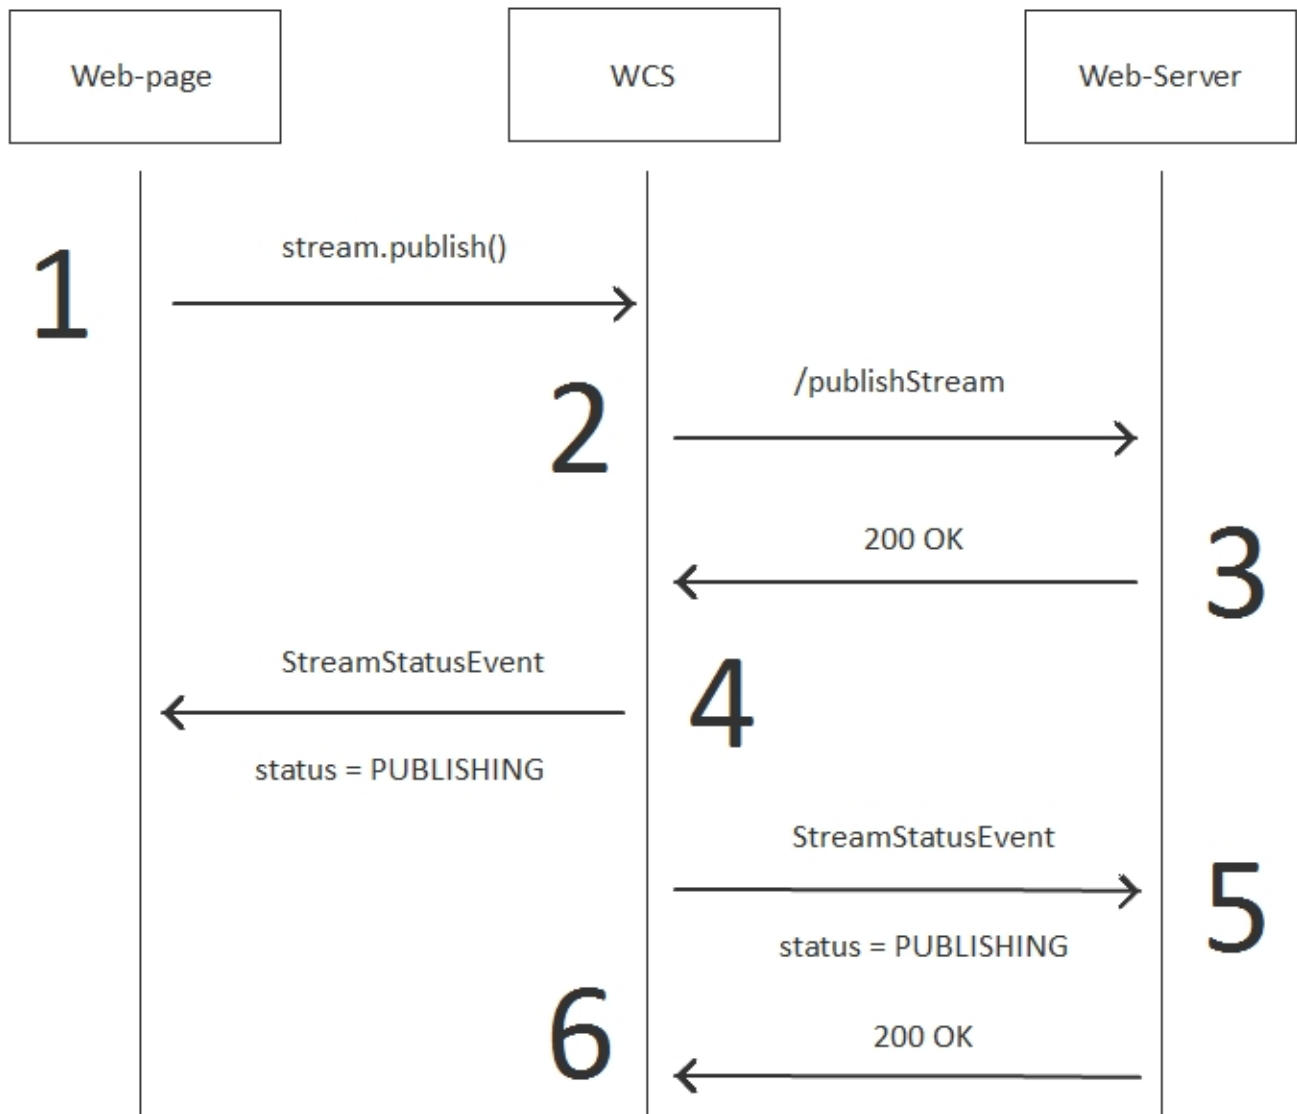 Web-page
WCS
Web-Server
1
stream.publish()
2
/publishStream
200 OK
3
StreamStatusEvent
4
status = PUBLISHING
StreamStatusEvent
5
status = PUBLISHING
6
200 OK